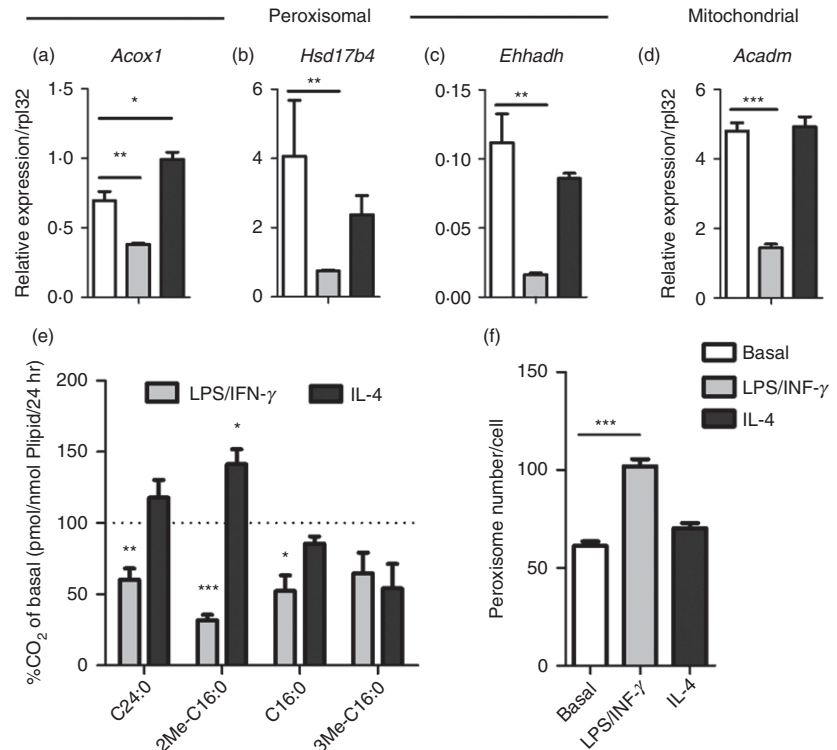 Peroxisomal Mitochondrial
(a) Acox1 (b) Hsd17b4 (c) Ehhadh (d) Acadm
Relative expression/rpl32
1·5
1·0
0·5
0·0
*
**
6
4
2
0
**
0·15
0·10
0·05
0.00
**
Relative expression/rpl32
6
4
2
0
***
(e)
%CO2 of basal (pmol/nmol Plipid/24 hr)
200
150
100
50
0
LPS/IFN-γ IL-4
**
***
*
*
C24:0
2Me-C16:0
C16:0
3Me-C16:0
(f)
Peroxisome number/cell
150
100
50
0
***
Basal
LPS/INF-γ
IL-4
Basal
LPS/INF-γ
IL-4